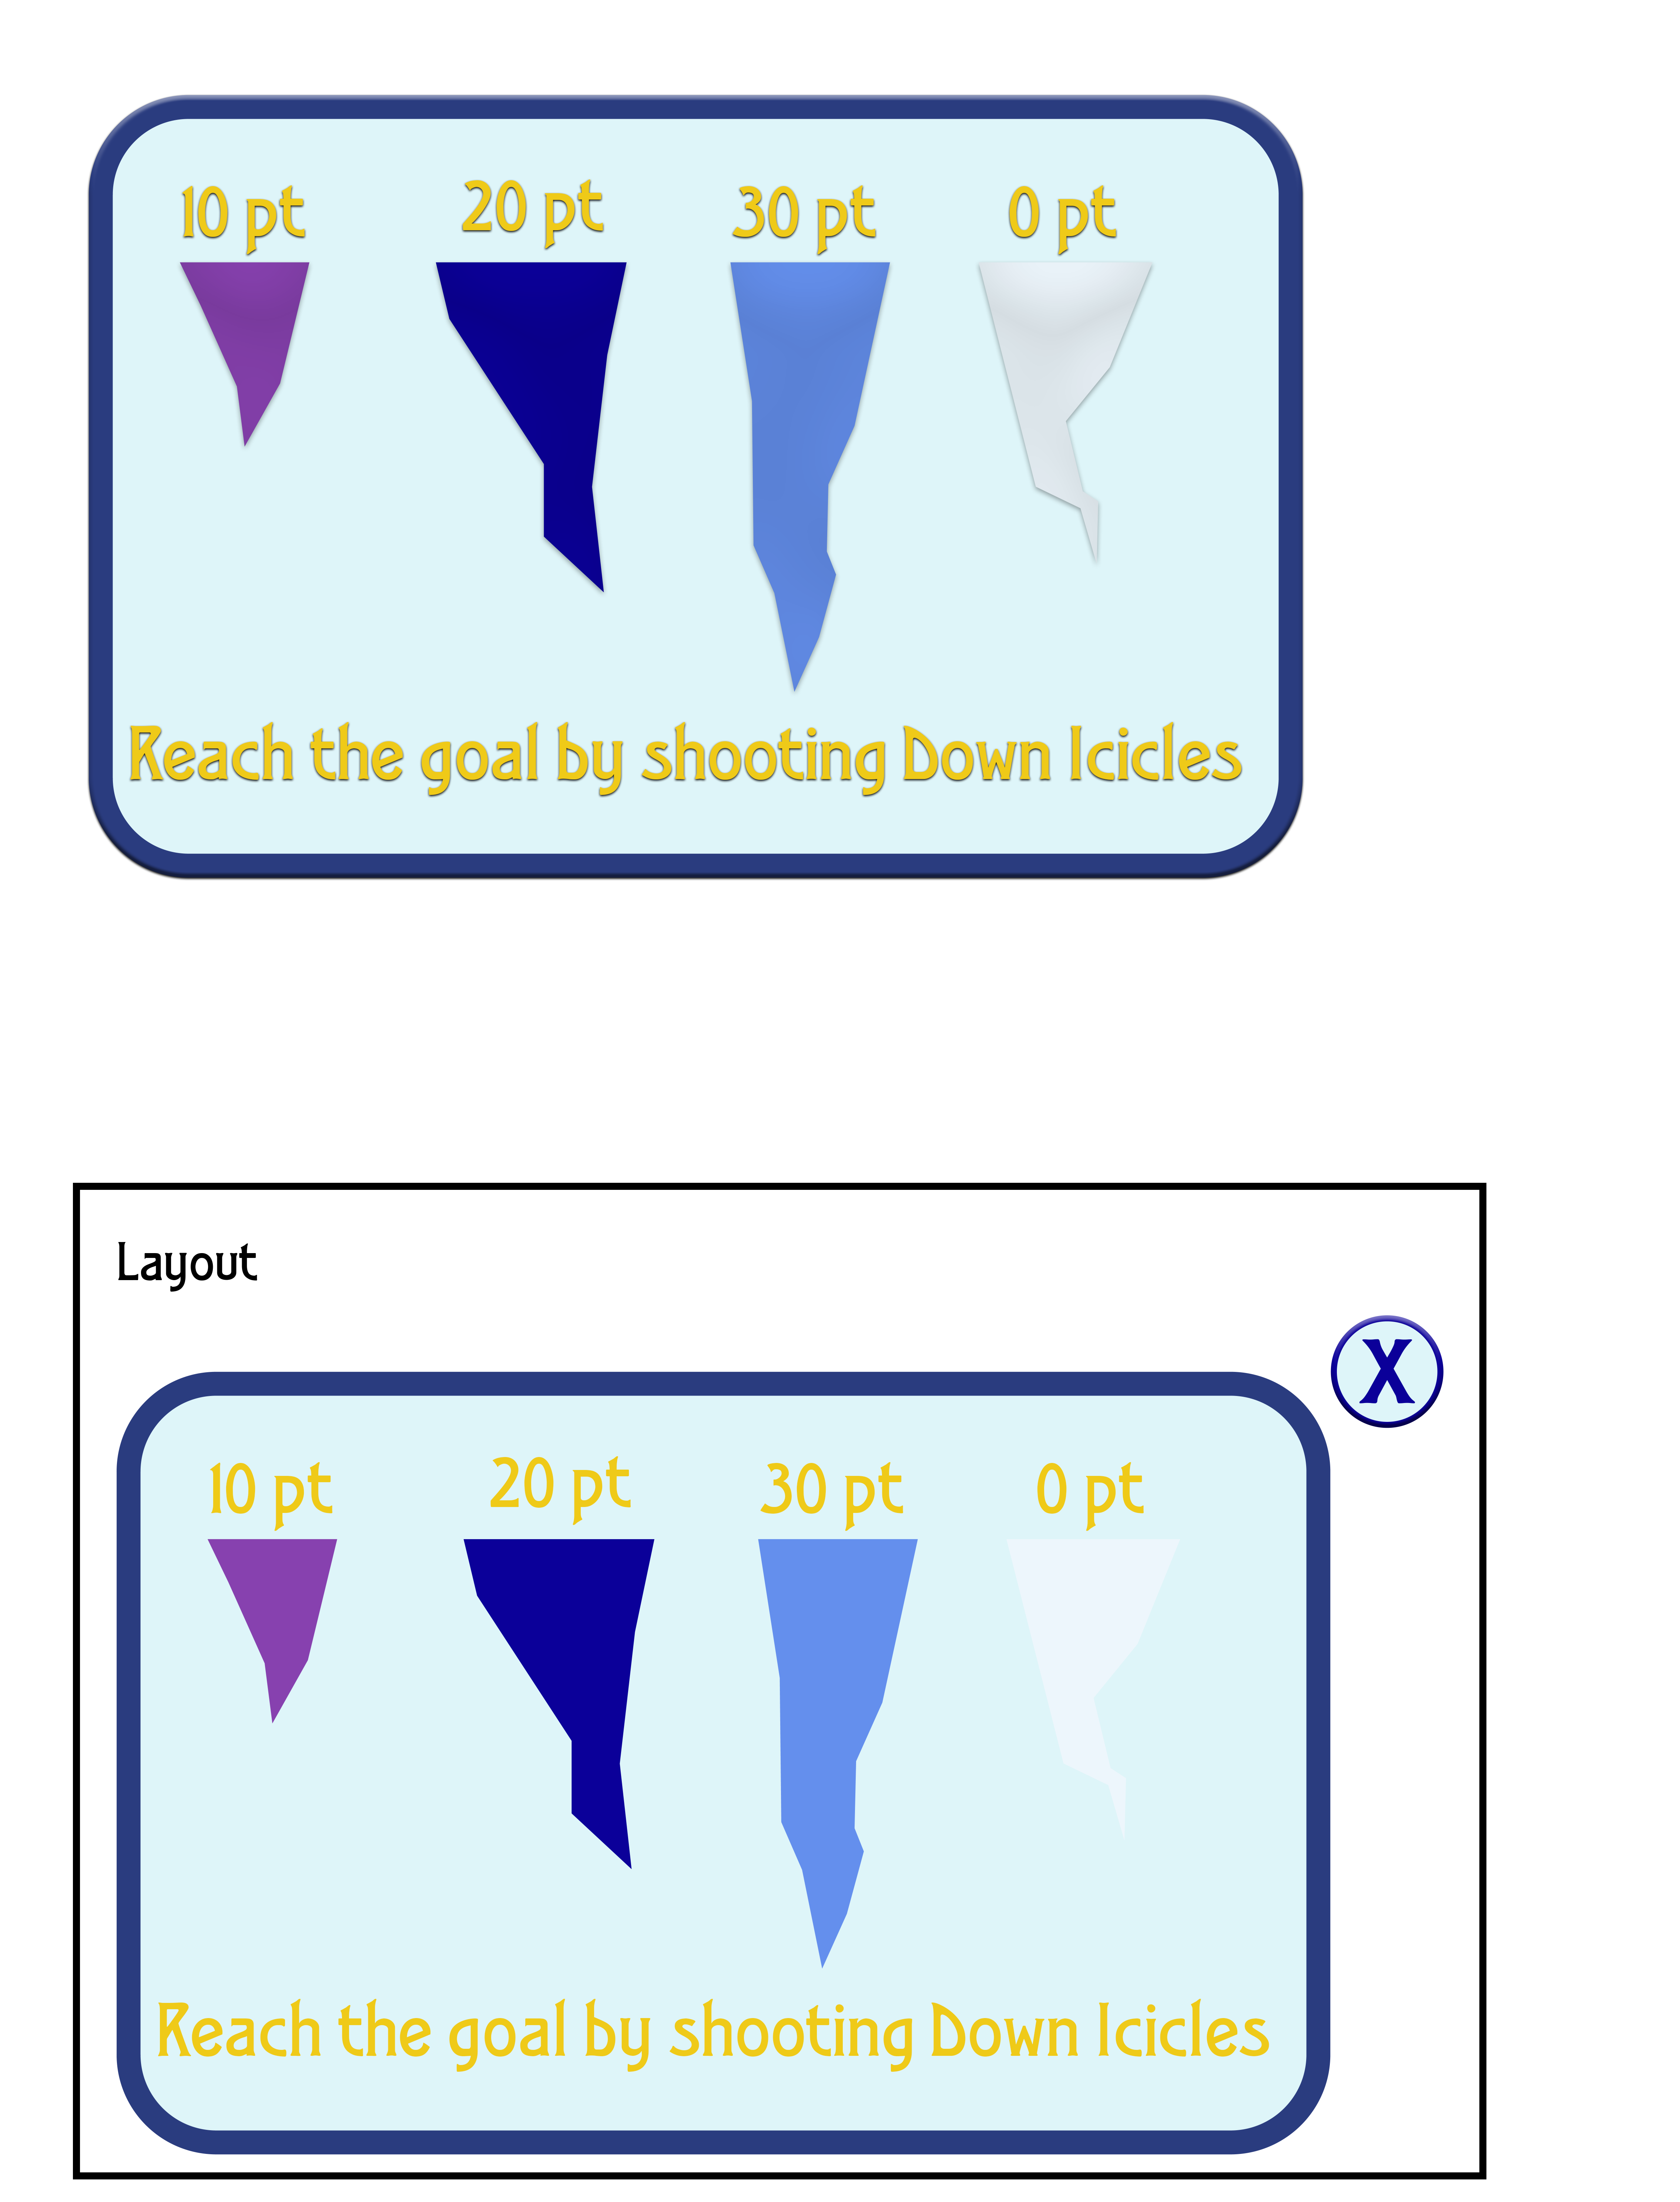 10 pt 20 pt 30 pt 0 pt
Reach the goal by shooting Down Icicles
Layout
X
10 pt 20 pt 30 pt 0 pt
Reach the goal by shooting Down Icicles